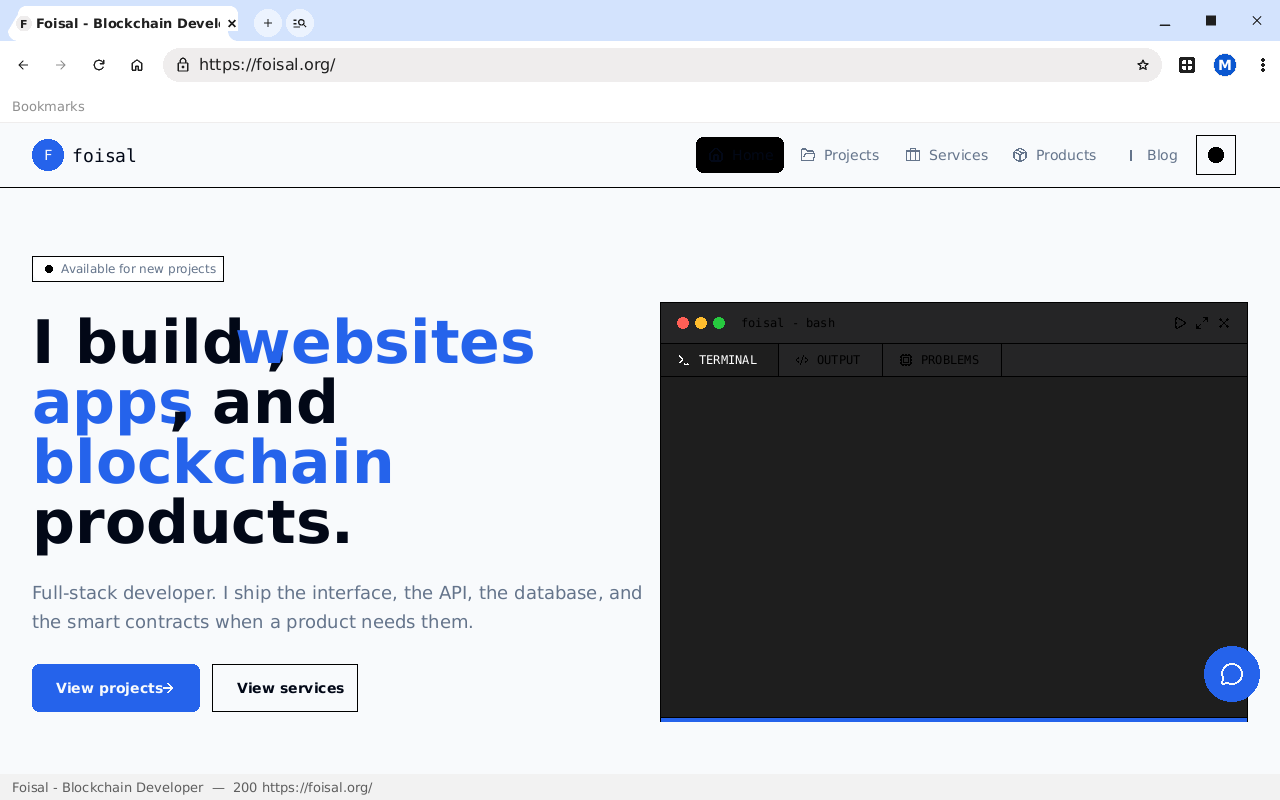 F Foisal - Blockchain Devel
https://foisal.org/
M
Bookmarks
F foisal
Home Projects Services Products Blog
Available for new projects
I build websites,
apps, and
blockchain
products.
Full-stack developer. I ship the interface, the API, the database, and
the smart contracts when a product needs them.
View projects→ View services
foisal - bash
TERMINAL OUTPUT PROBLEMS
Foisal - Blockchain Developer — 200 https://foisal.org/